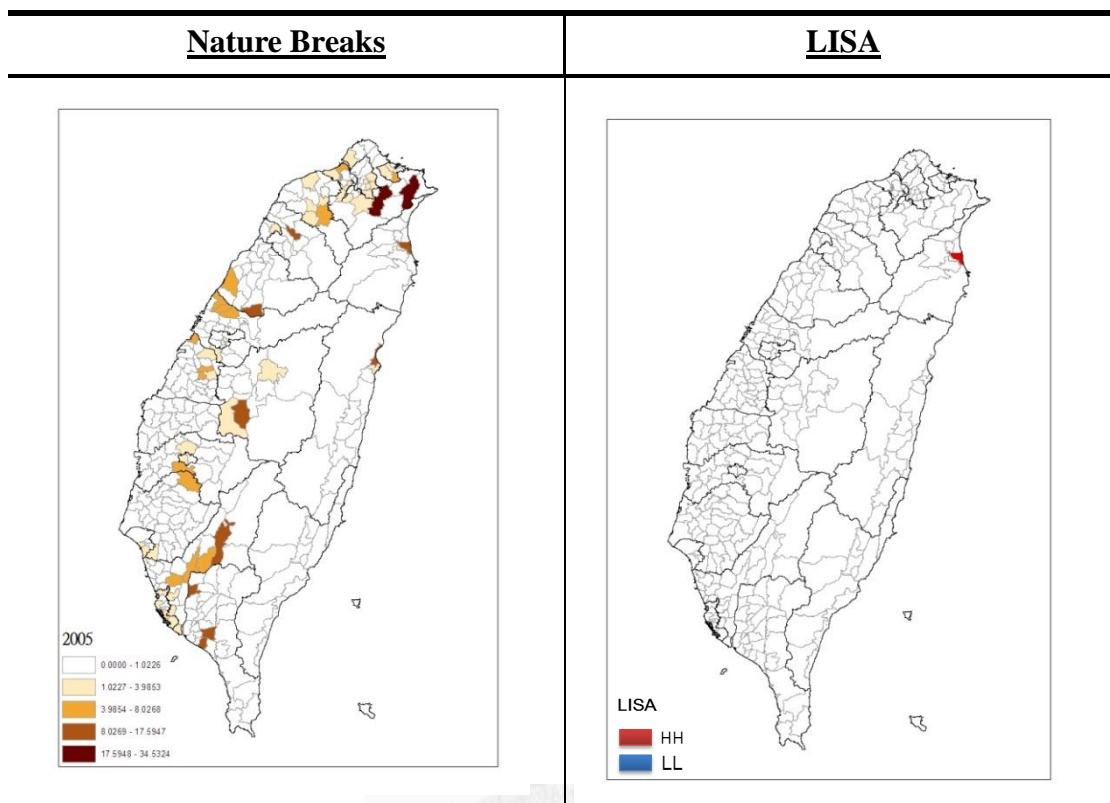 Nature Breaks
LISA
2005
0.0000 - 1.0226
1.0227 - 3.9853
3.9854 - 8.0268
8.0269 - 17.5947
17.5948 - 34.5324
LISA
HH
LL